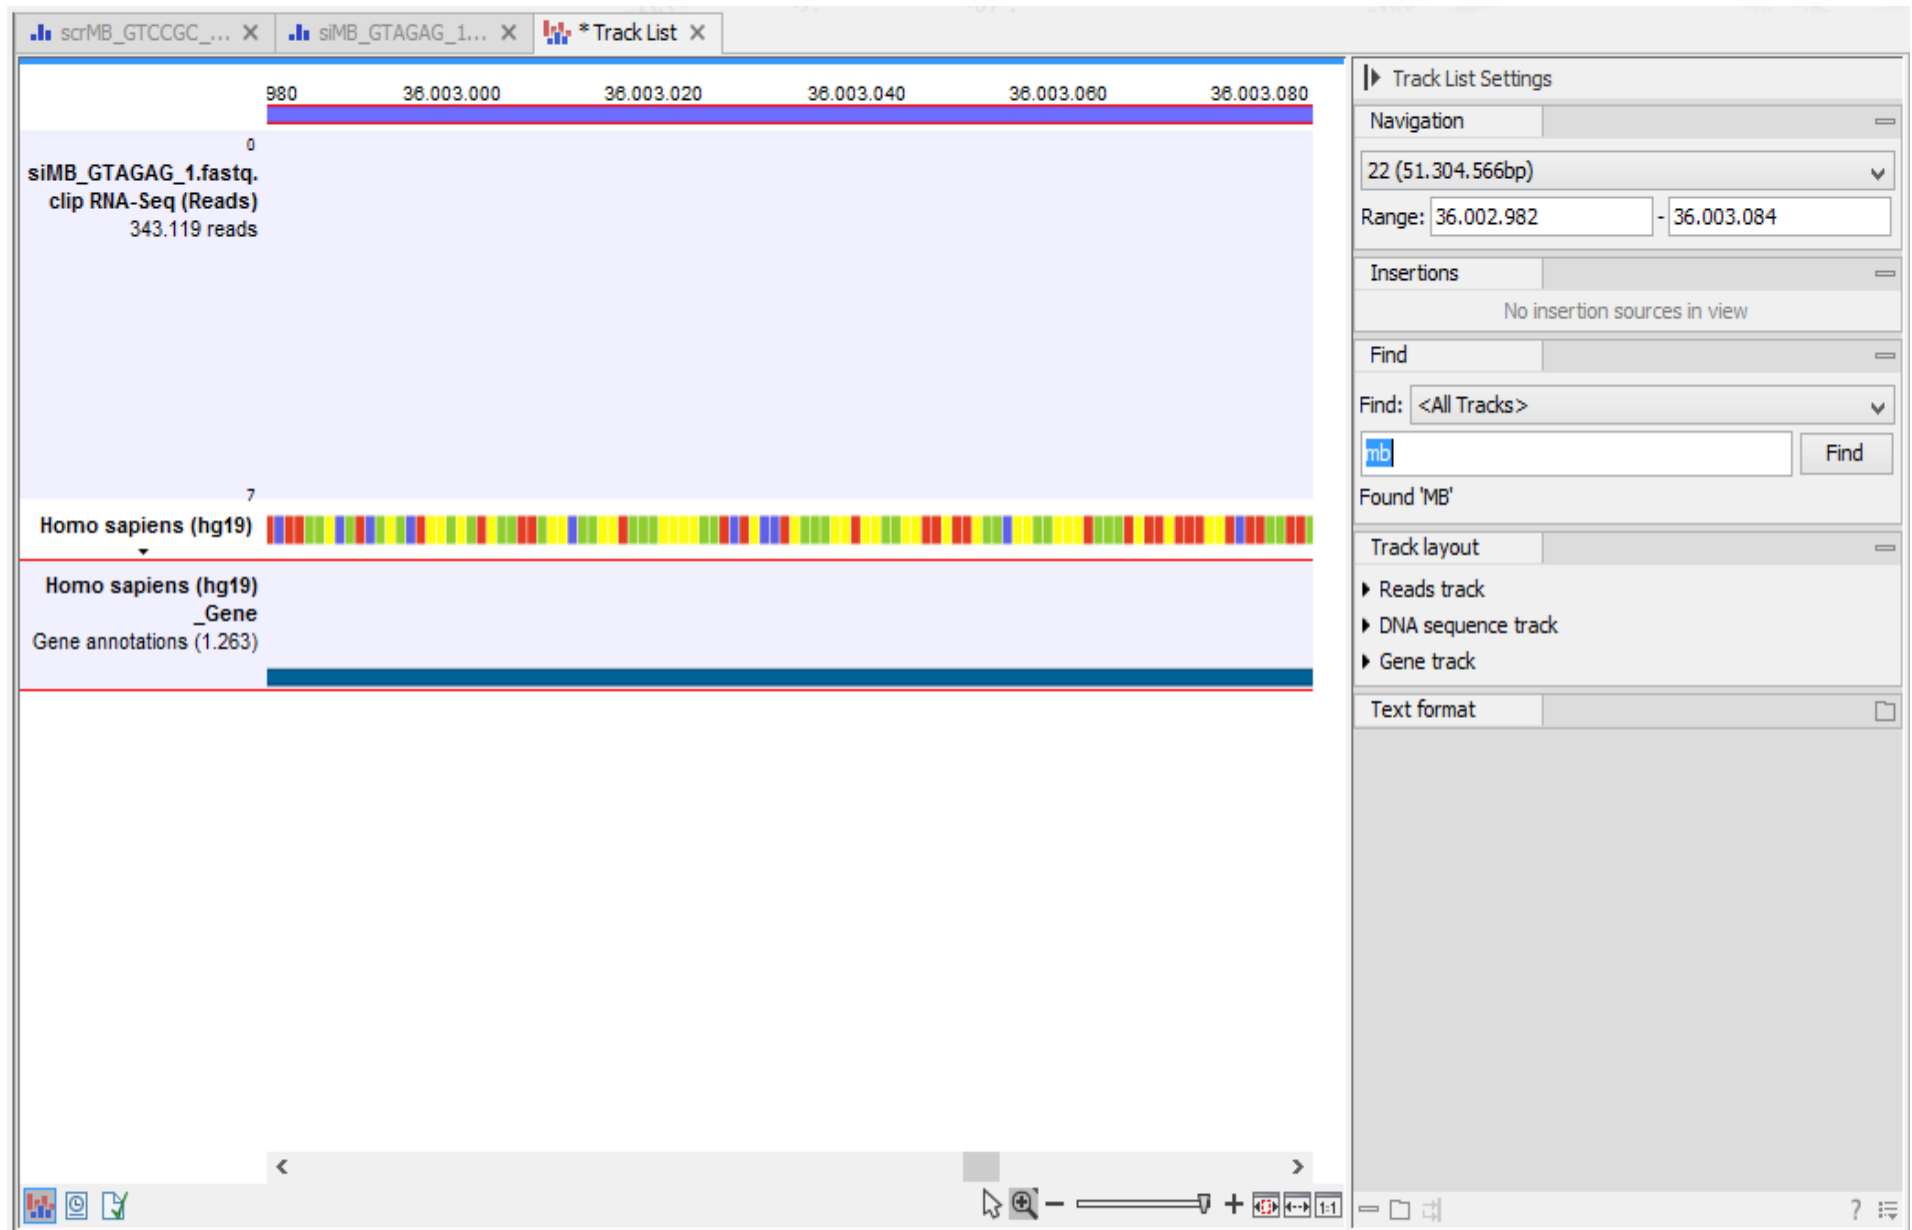 scrMB_GTCCGC_...
siMB_GTAGAG_1...
* Track List
980 36.003.000 36.003.020 36.003.040 36.003.060 36.003.080
0
siMB_GTAGAG_1.fastq.
clip RNA-Seq (Reads)
343.119 reads
7
Homo sapiens (hg19)
Homo sapiens (hg19)
_Gene
Gene annotations (1.263)
1:1
Track List Settings
Navigation
22 (51.304.566bp)
Range: 36.002.982 - 36.003.084
Insertions
No insertion sources in view
Find
Find: <All Tracks>
mb Find
Found 'MB'
Track layout
Reads track
DNA sequence track
Gene track
Text format
?